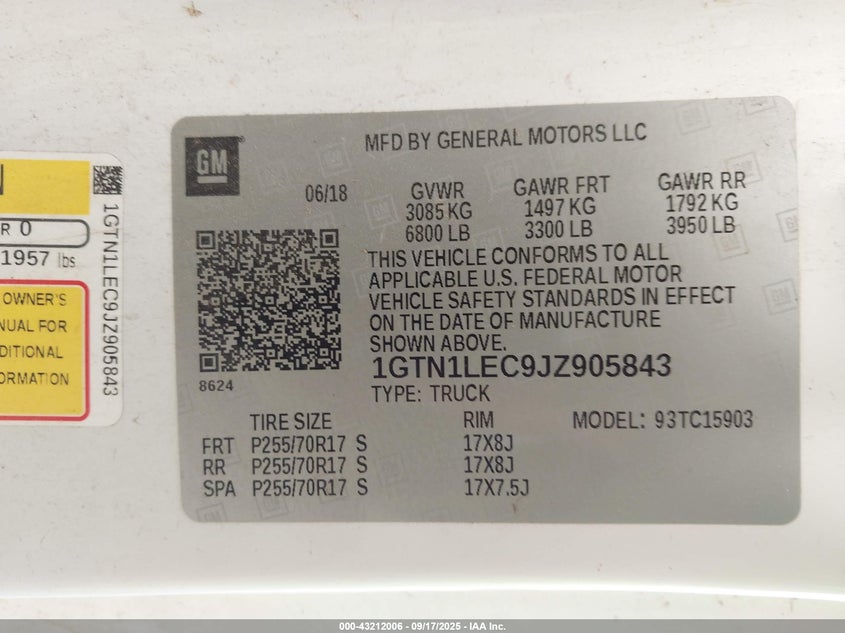 GM
MFD BY GENERAL MOTORS LLC
06/18
GVWR
3085 KG
6800 LB
GAWR FRT
1497 KG
3300 LB
GAWR RR
1792 KG
3950 LB
THIS VEHICLE CONFORMS TO ALL
APPLICABLE U.S. FEDERAL MOTOR
VEHICLE SAFETY STANDARDS IN EFFECT
ON THE DATE OF MANUFACTURE
SHOWN ABOVE.
1GTN1LEC9JZ905843
TYPE: TRUCK
8624
TIRE SIZE RIM MODEL: 93TC15903
FRT P255/70R17 S 17X8J
RR P255/70R17 S 17X8J
SPA P255/70R17 S 17X7.5J
R 0
1957 lbs
OWNER'S
NUAL FOR
DITIONAL
FORMATION
1GTN1LEC9JZ905843
000-43212006 - 09/17/2025 - IAA Inc.